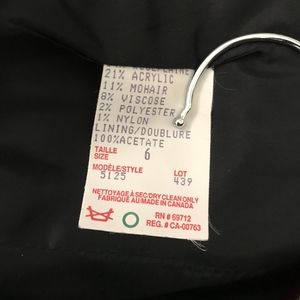 21% ACRYLIC
11% MOHAIR
8% VISCOSE
2% POLYESTER
1% NYLON
LINING/DOUBLURE
100%ACETATE
TAILLE
SIZE 6
MODÈLE/STYLE LOT
5125 439
NETTOYAGE À SEC/DRY CLEAN ONLY
FABRIQUÉ AU/MADE IN CANADA
RN # 69712
REG. # CA-00763